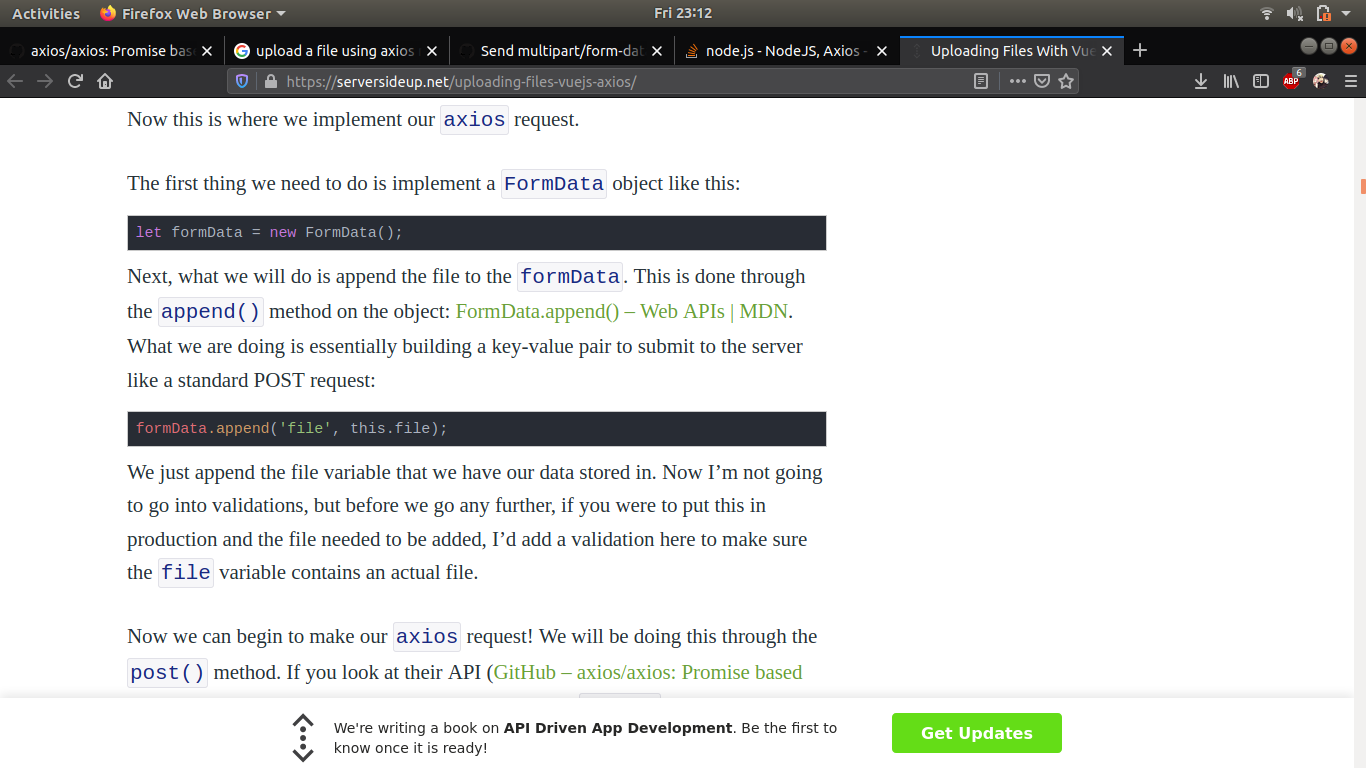 Activities Firefox Web Browser Fri 23:12
axios/axios: Promise bas upload a file using axios Send multipart/form-dat node.js - NodeJS, Axios - Uploading Files With Vue
https://serversideup.net/uploading-files-vuejs-axios/ ABP 6
Now this is where we implement our axios request.
The first thing we need to do is implement a FormData object like this:
let formData = new FormData();
Next, what we will do is append the file to the formData. This is done through
the append() method on the object: FormData.append() – Web APIs | MDN.
What we are doing is essentially building a key-value pair to submit to the server
like a standard POST request:
formData.append('file', this.file);
We just append the file variable that we have our data stored in. Now I’m not going
to go into validations, but before we go any further, if you were to put this in
production and the file needed to be added, I’d add a validation here to make sure
the file variable contains an actual file.
Now we can begin to make our axios request! We will be doing this through the
post() method. If you look at their API (GitHub – axios/axios: Promise based
We're writing a book on API Driven App Development. Be the first to
know once it is ready!
Get Updates